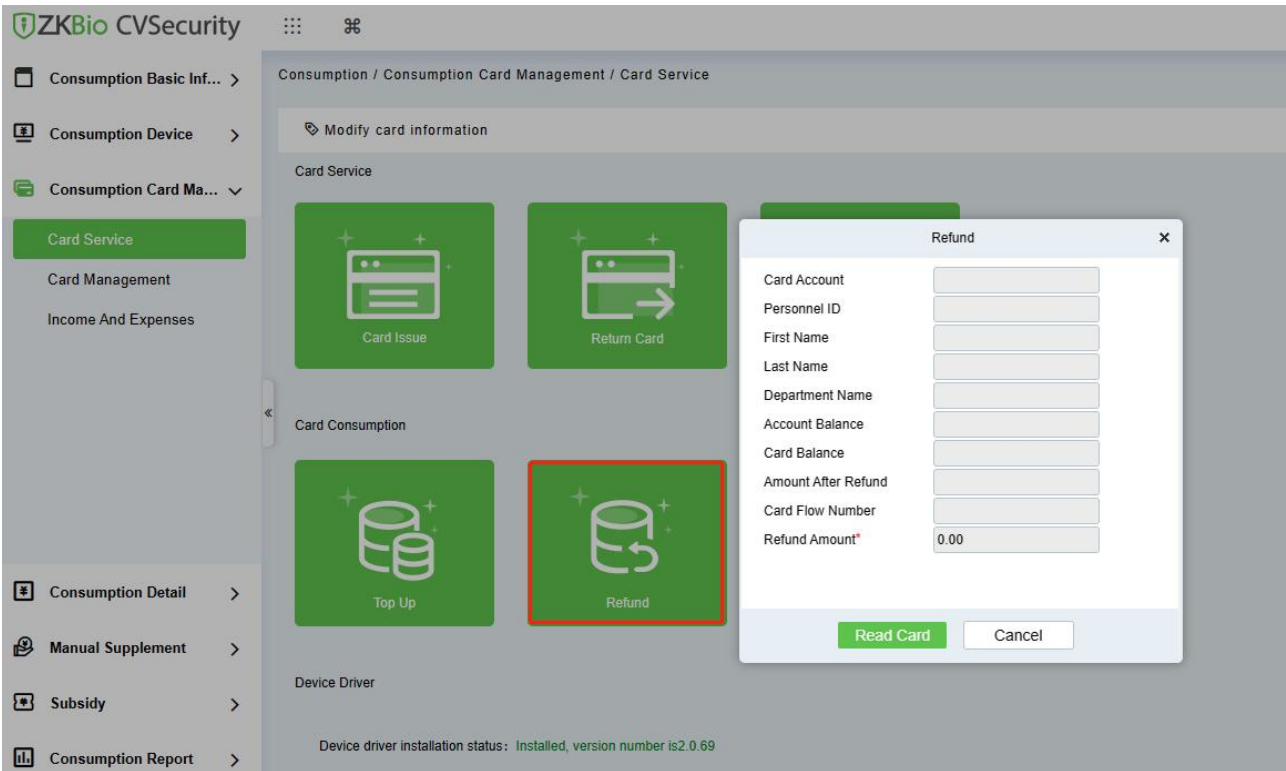 ZKBio CVSecurity
Consumption Basic Inf...
Consumption Device
Consumption Card Ma...
Card Service
Card Management
Income And Expenses
Consumption Detail
Manual Supplement
Subsidy
Consumption Report
Consumption / Consumption Card Management / Card Service
Modify card information
Card Service
Card Issue
Return Card
Card Consumption
Top Up
Refund
Device Driver
Device driver installation status: Installed, version number is2.0.69
Refund
Card Account
Personnel ID
First Name
Last Name
Department Name
Account Balance
Card Balance
Amount After Refund
Card Flow Number
Refund Amount* 0.00
Read Card Cancel